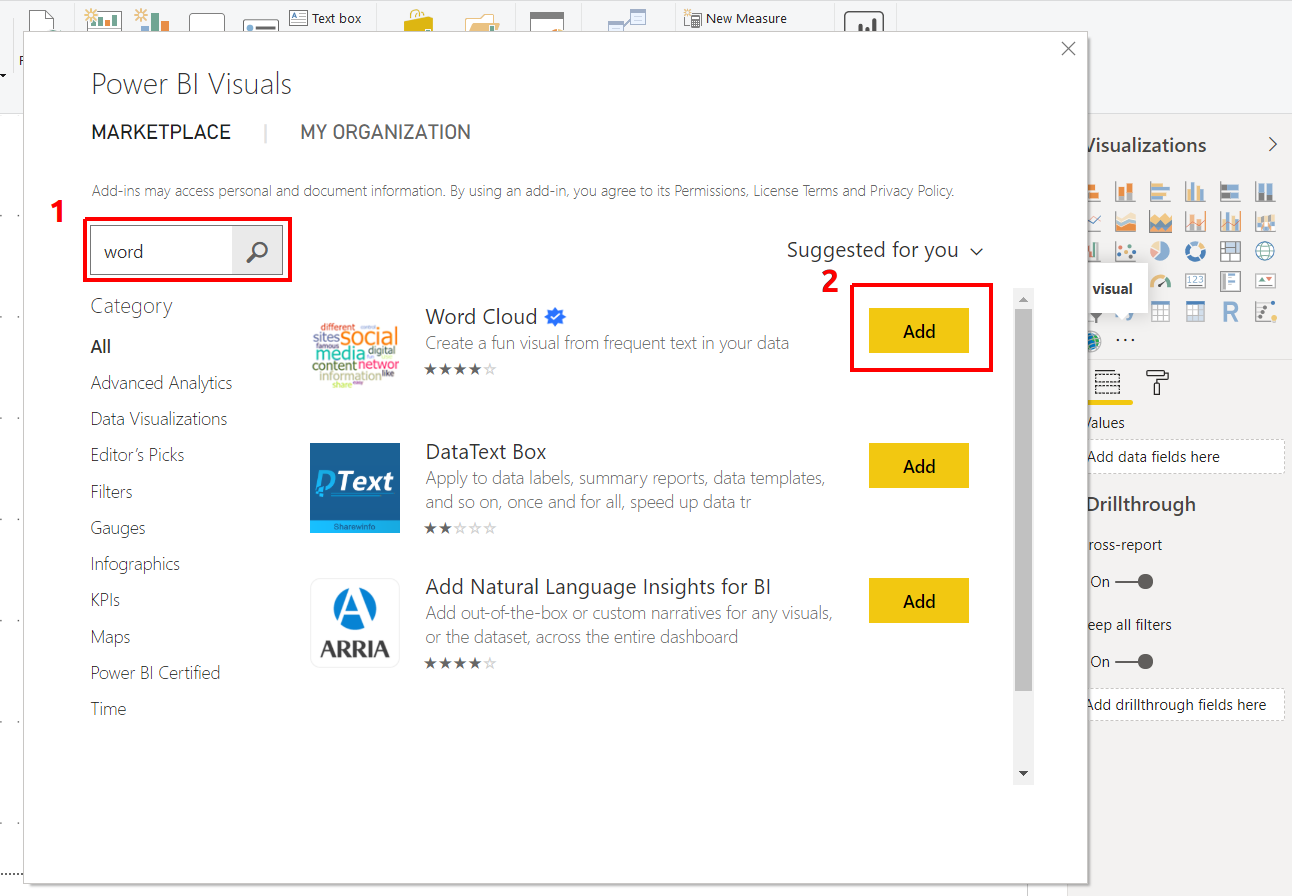 Text box
New Measure
Power BI Visuals
MARKETPLACE | MY ORGANIZATION
Add-ins may access personal and document information. By using an add-in, you agree to its Permissions, License Terms and Privacy Policy.
1
word
Suggested for you
2
Category
All
Advanced Analytics
Data Visualizations
Editor's Picks
Filters
Gauges
Infographics
KPIs
Maps
Power BI Certified
Time
different
sites social
famous
media digital
content networ
information like
share easy
Word Cloud
Create a fun visual from frequent text in your data
★★★★☆
Add
DText
Sharewinfo
DataText Box
Apply to data labels, summary reports, data templates,
and so on, once and for all, speed up data tr
★★☆☆☆
Add
ARRIA
Add Natural Language Insights for BI
Add out-of-the-box or custom narratives for any visuals,
or the dataset, across the entire dashboard
★★★★☆
Add
Visualizations
123
visual
R
...
Values
Add data fields here
Drillthrough
ross-report
On
eep all filters
On
Add drillthrough fields here